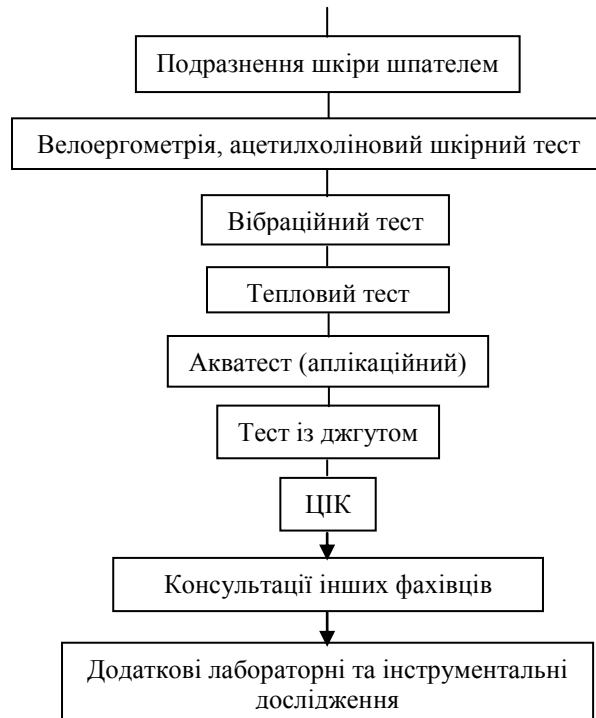 Подразнення шкіри шпателем
Велоергометрія, ацетилхоліновий шкірний тест
Вібраційний тест
Тепловий тест
Акватест (аплікаційний)
Тест із джгутом
ЦІК
Консультації інших фахівців
Додаткові лабораторні та інструментальні
дослідження